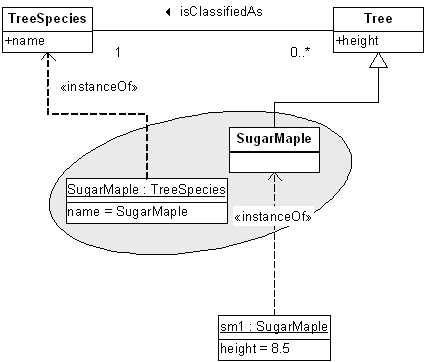 ◀ isClassifiedAs
TreeSpecies
+name
1
0..*
Tree
+height
«instanceOf»
SugarMaple
SugarMaple : TreeSpecies
name = SugarMaple
«instanceOf»
sm1 : SugarMaple
height = 8.5